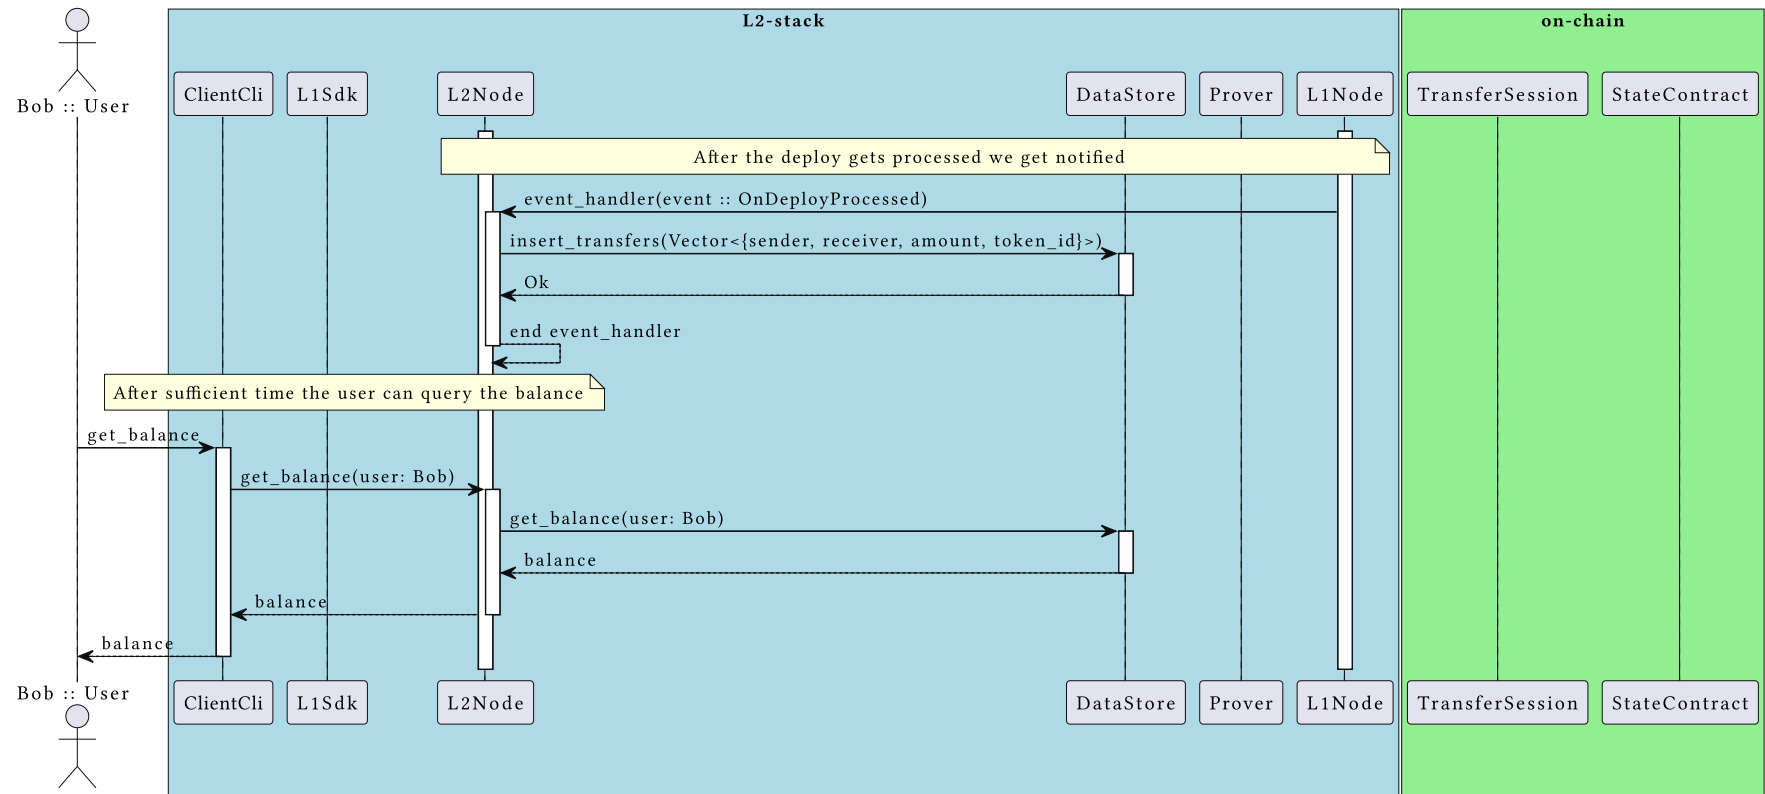 L2-stack
on-chain
Bob :: User
ClientCli
L1Sdk
L2Node
DataStore
Prover
L1Node
TransferSession
StateContract
After the deploy gets processed we get notified
event_handler(event :: OnDeployProcessed)
insert_transfers(Vector<{sender, receiver, amount, token_id}>)
Ok
end event_handler
After sufficient time the user can query the balance
get_balance
get_balance(user: Bob)
get_balance(user: Bob)
balance
balance
balance
Bob :: User
ClientCli
L1Sdk
L2Node
DataStore
Prover
L1Node
TransferSession
StateContract